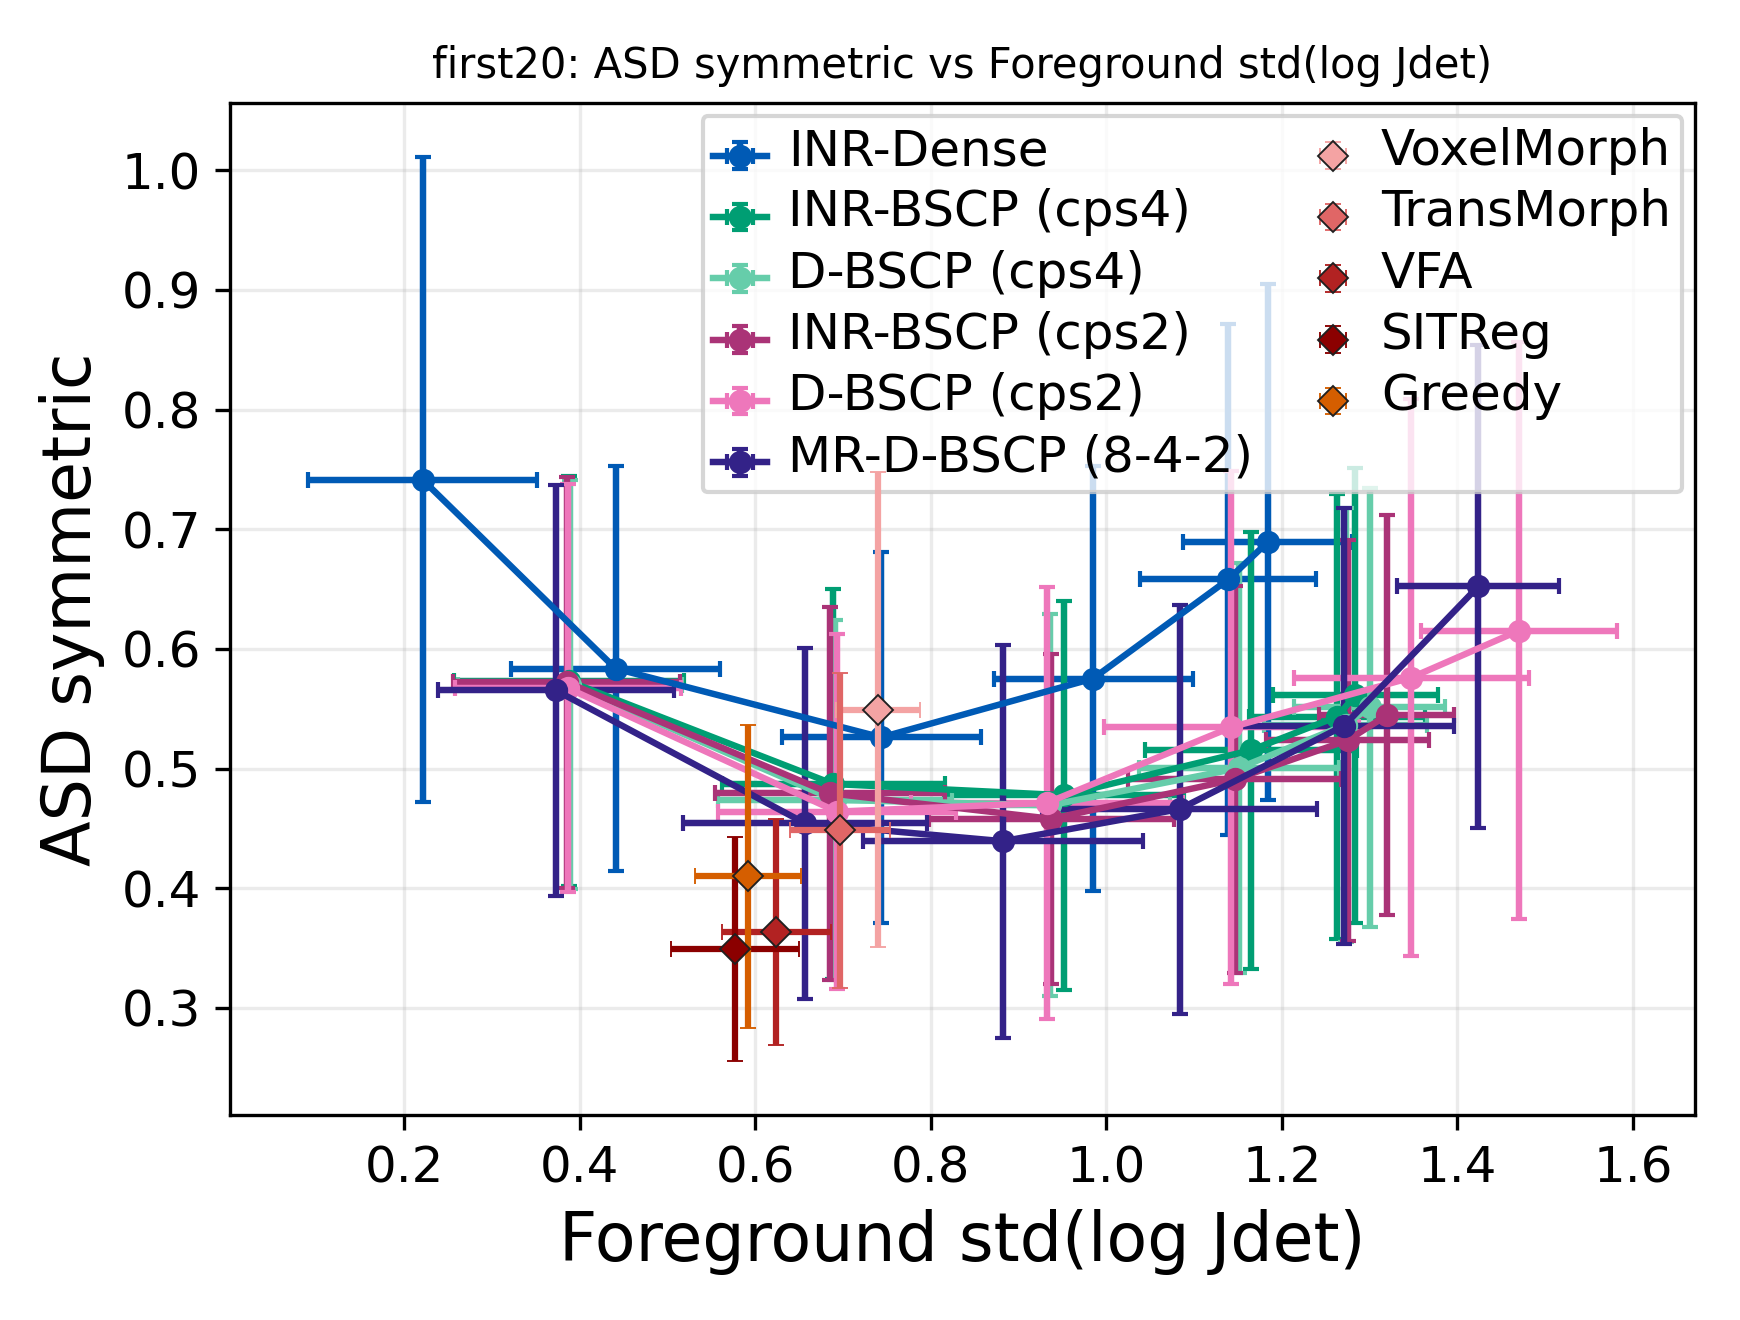 first20: ASD symmetric vs Foreground std(log Jdet)
ASD symmetric
1.0
0.9
0.8
0.7
0.6
0.5
0.4
0.3
INR-Dense
INR-BSCP (cps4)
D-BSCP (cps4)
INR-BSCP (cps2)
D-BSCP (cps2)
MR-D-BSCP (8-4-2)
VoxelMorph
TransMorph
VFA
SITReg
Greedy
0.2 0.4 0.6 0.8 1.0 1.2 1.4 1.6
Foreground std(log Jdet)